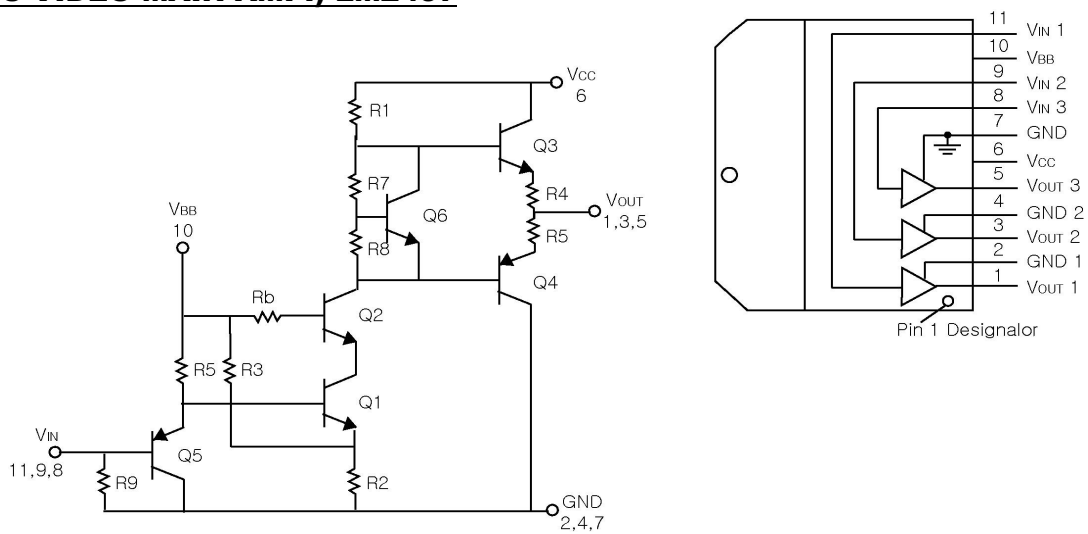 VCC
6
R1
Q3
R7
R4
VOUT
1,3,5
Q6
R8
R5
Q4
VBB
10
Rb
Q2
R5
R3
Q1
VIN
11,9,8
Q5
R9
R2
GND
2,4,7
11 VIN 1
10 VBB
9 VIN 2
8 VIN 3
7 GND
6 VCC
5 VOUT 3
4 GND 2
3 VOUT 2
2 GND 1
1 VOUT 1
Pin 1 Designalor